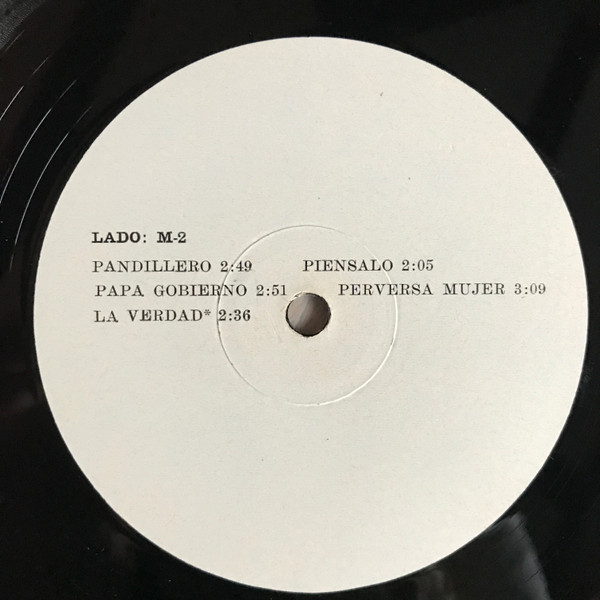 LADO: M-2
PANDILLERO 2:49 PIENSALO 2:05
PAPA GOBIERNO 2:51 PERVERSA MUJER 3:09
LA VERDAD* 2:36